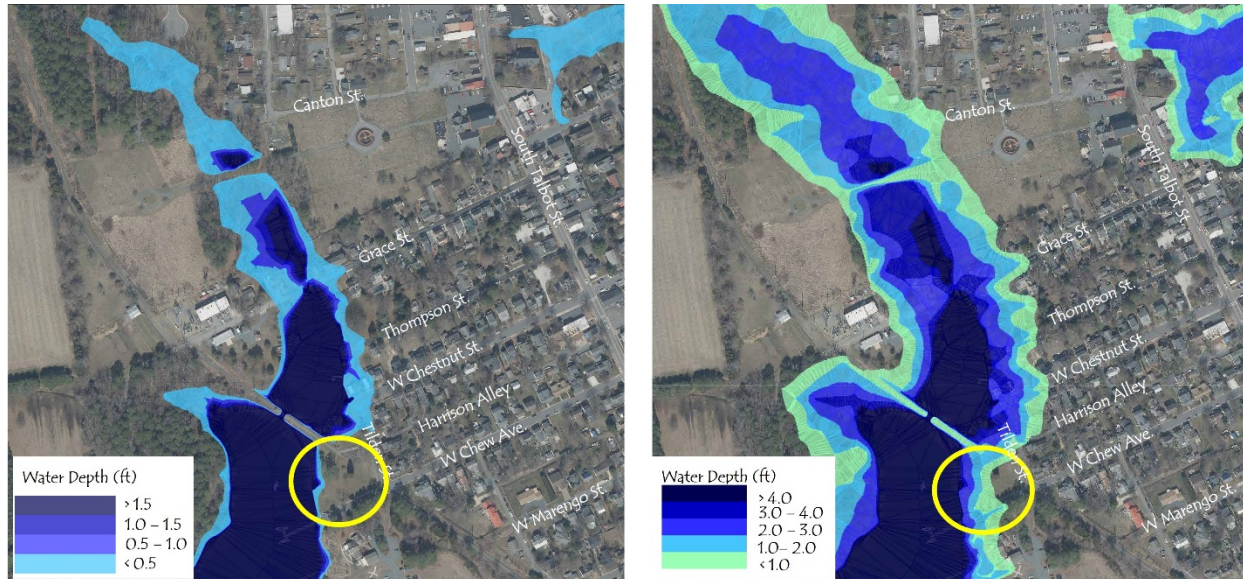 Canton St.
South Talbot St.
Grace St.
Thompson St.
W Chestnut St.
Harrison Alley
Tilden St.
W Chew Ave.
W Marengo St.
Water Depth (ft)
> 1.5
1.0 – 1.5
0.5 – 1.0
< 0.5
Canton St.
South Talbot St.
Grace St.
Thompson St.
W Chestnut St.
Harrison Alley
W Chew Ave.
W Marengo St.
Water Depth (ft)
> 4.0
3.0 – 4.0
2.0 – 3.0
1.0– 2.0
< 1.0